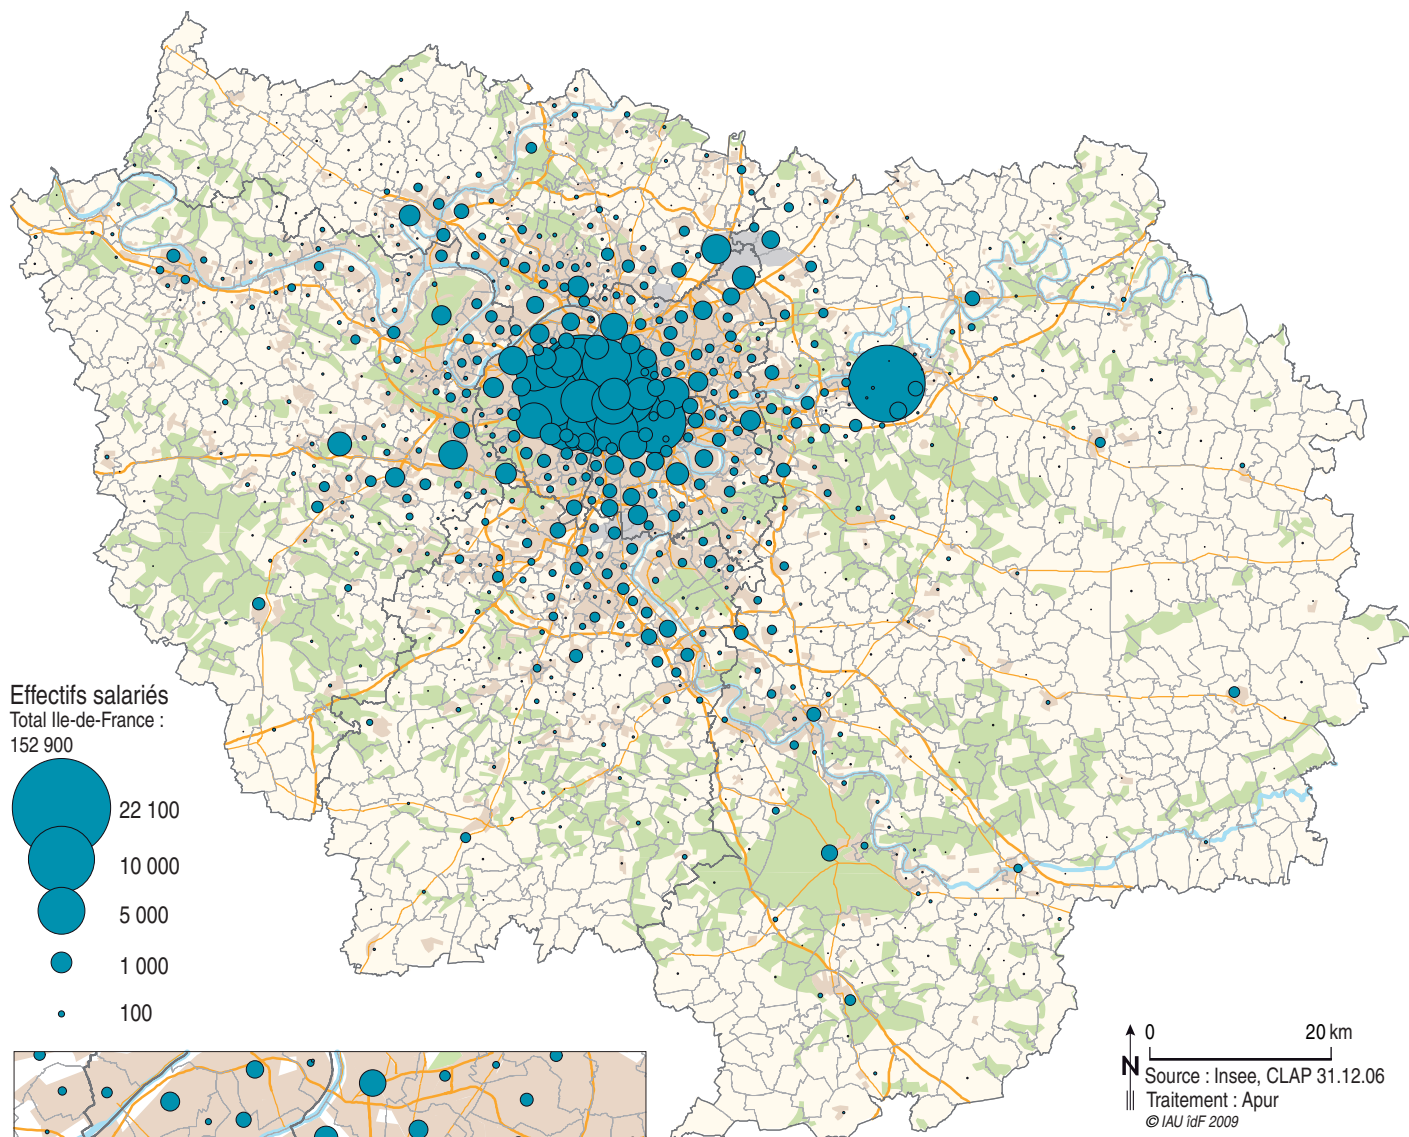 Effectifs salariés
Total Ile-de-France :
152 900
22 100
10 000
5 000
1 000
100
0 20 km
N
Source : Insee, CLAP 31.12.06
Traitement : Apur
© IAU îdF 2009